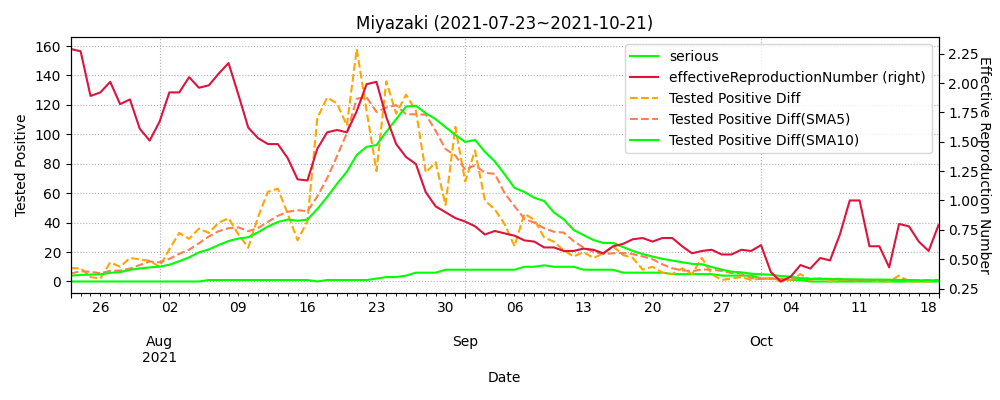 Miyazaki (2021-07-23~2021-10-21)
160
140
120
100
80
60
40
20
0
Tested Positive
2.25
2.00
1.75
1.50
1.25
1.00
0.75
0.50
0.25
Effective Reproduction Number
serious
effectiveReproductionNumber (right)
Tested Positive Diff
Tested Positive Diff(SMA5)
Tested Positive Diff(SMA10)
26 02 09 16 23 30 06 13 20 27 04 11 18
Aug Sep Oct
2021
Date